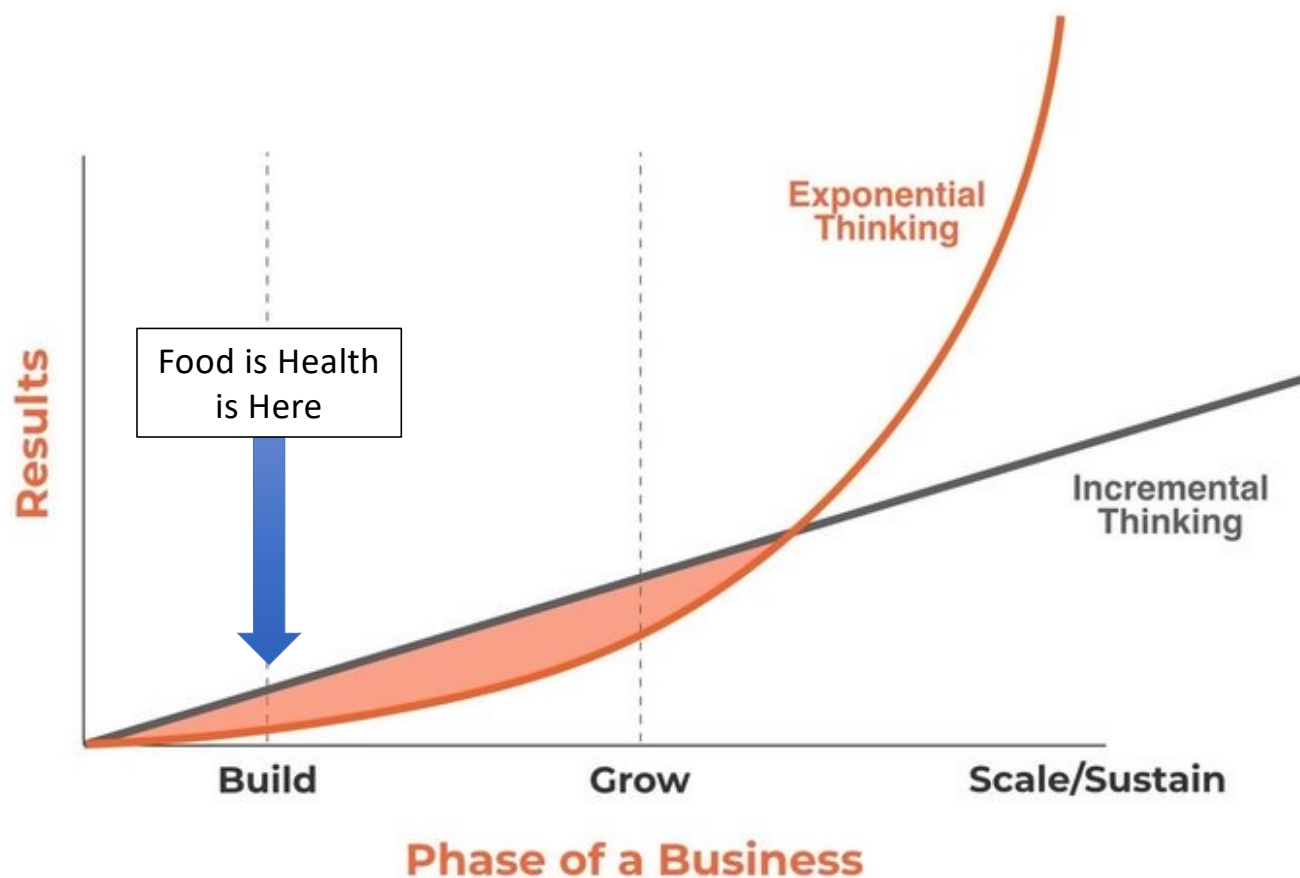 Exponential
Thinking
Food is Health
is Here
Results
Incremental
Thinking
Build
Grow
Scale/Sustain
Phase of a Business